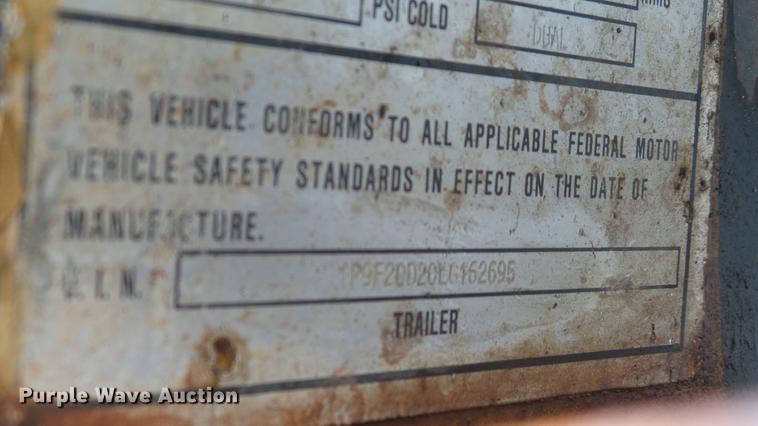 PSI COLD
DUAL
THIS VEHICLE CONFORMS TO ALL APPLICABLE FEDERAL MOTOR
VEHICLE SAFETY STANDARDS IN EFFECT ON THE DATE OF
MANUFACTURE.
V.I.N.
TRAILER
Purple Wave Auction